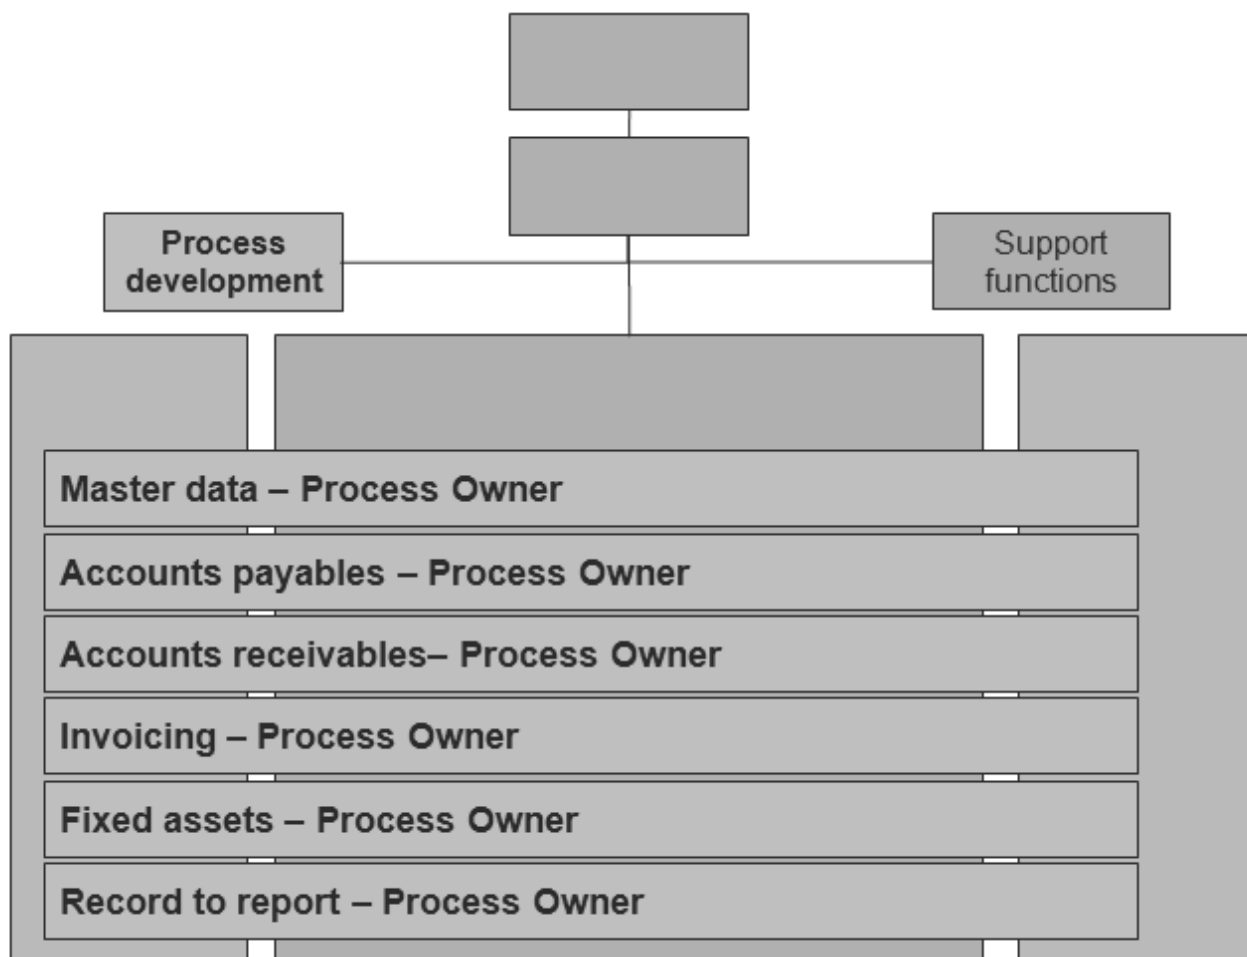 Process
development
Support
functions
Master data – Process Owner
Accounts payables – Process Owner
Accounts receivables– Process Owner
Invoicing – Process Owner
Fixed assets – Process Owner
Record to report – Process Owner